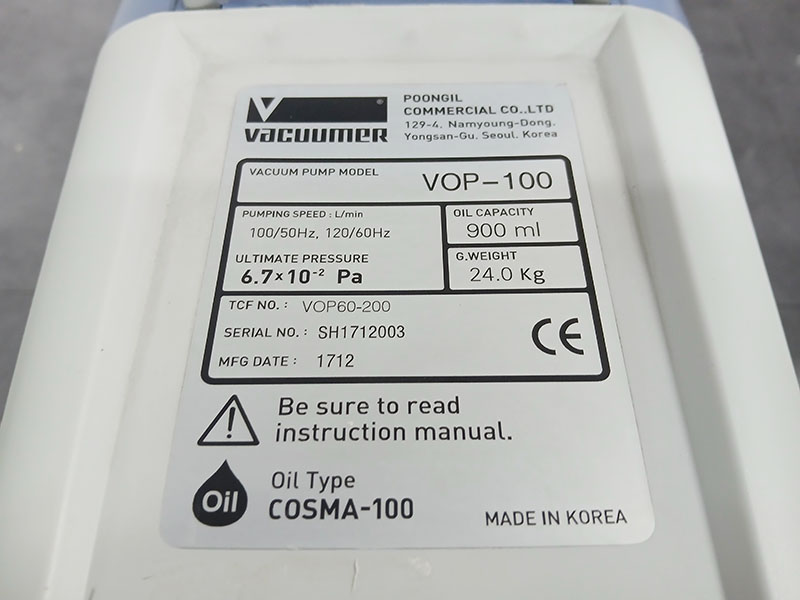 VACUUMER
POONGIL
COMMERCIAL CO.,LTD
129-4, Namyoung-Dong,
Yongsan-Gu, Seoul, Korea
VACUUM PUMP MODEL VOP-100
PUMPING SPEED : L/min
100/50Hz, 120/60Hz
OIL CAPACITY
900 ml
ULTIMATE PRESSURE
6.7×10⁻² Pa
G.WEIGHT
24.0 Kg
TCF NO. : VOP60-200
SERIAL NO. : SH1712003
MFG DATE : 1712
CE
Be sure to read
instruction manual.
Oil
Oil Type
COSMA-100
MADE IN KOREA